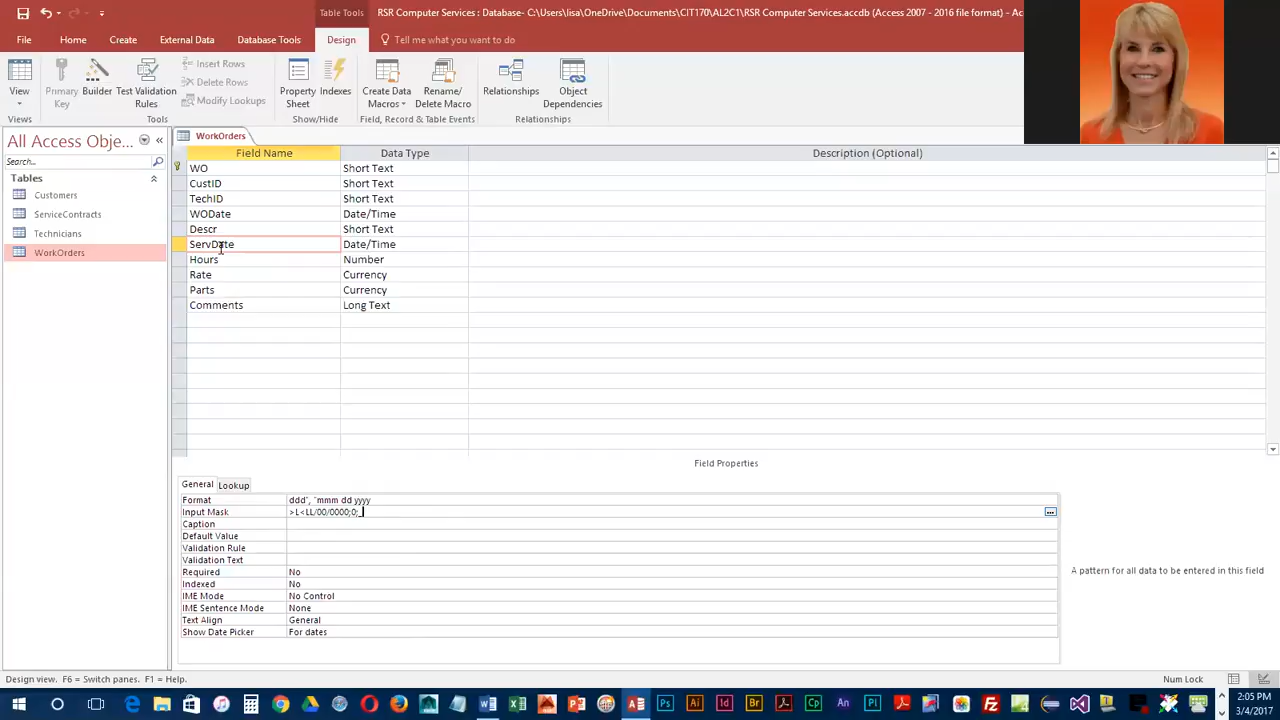 Table Tools
RSR Computer Services : Database- C:\Users\lisa\OneDrive\Documents\CIT170\AL2C1\RSR Computer Services.accdb (Access 2007 - 2016 file format) - Acce
File Home Create External Data Database Tools Design Tell me what you want to do
View
Primary Key
Builder
Test Validation Rules
Insert Rows
Delete Rows
Modify Lookups
Property Sheet
Indexes
Create Data Macros
Rename/ Delete Macro
Relationships
Object Dependencies
Views Tools Show/Hide Field, Record & Table Events Relationships
All Access Obje...
Search...
Tables
Customers
ServiceContracts
Technicians
WorkOrders
WorkOrders
Field Name Data Type Description (Optional)
WO Short Text
CustID Short Text
TechID Short Text
WODate Date/Time
Descr Short Text
ServDate Date/Time
Hours Number
Rate Currency
Parts Currency
Comments Long Text
Field Properties
General Lookup
Format ddd", "mmm dd yyyy
Input Mask >L<LL/00/0000;0;_
Caption
Default Value
Validation Rule
Validation Text
Required No
Indexed No
IME Mode No Control
IME Sentence Mode None
Text Align General
Show Date Picker For dates
A pattern for all data to be entered in this field
Design view. F6 = Switch panes. F1 = Help. Num Lock
Ps Ai Id Br Cp An Pl
2:05 PM
3/4/2017